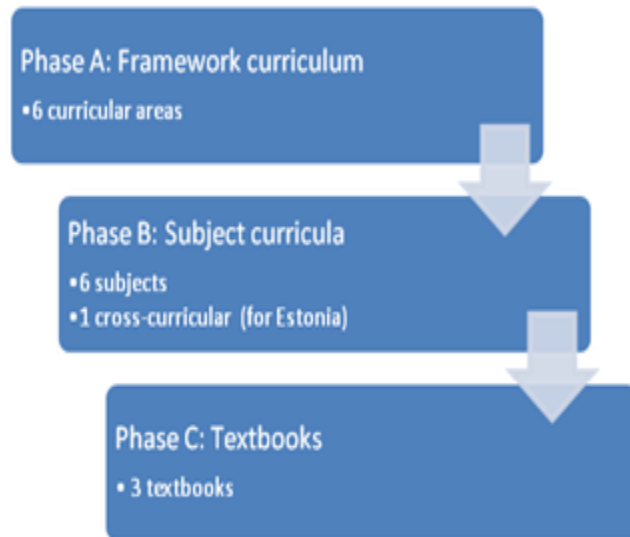 Phase A: Framework curriculum
•6 curricular areas
Phase B: Subject curricula
•6 subjects
•1 cross-curricular (for Estonia)
Phase C: Textbooks
• 3 textbooks